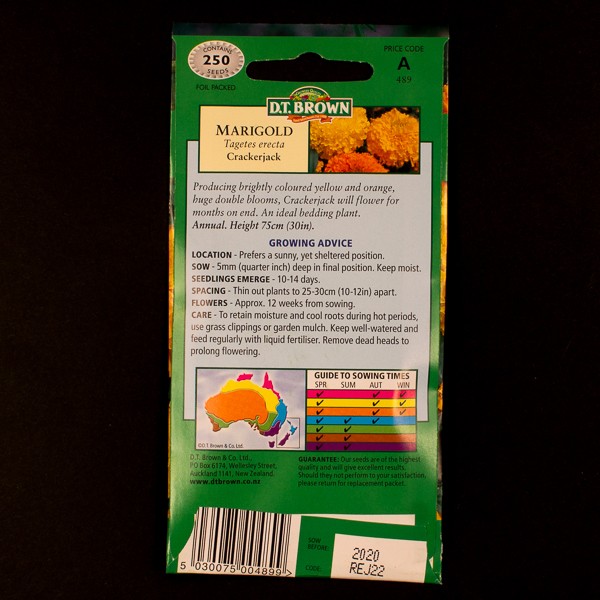 CONTAINS
250
SEEDS
FOIL PACKED
PRICE CODE
A
489
D.T. BROWN
MARIGOLD
Tagetes erecta
Crackerjack
Producing brightly coloured yellow and orange,
huge double blooms, Crackerjack will flower for
months on end. An ideal bedding plant.
Annual. Height 75cm (30in).
GROWING ADVICE
LOCATION - Prefers a sunny, yet sheltered position.
SOW - 5mm (quarter inch) deep in final position. Keep moist.
SEEDLINGS EMERGE - 10-14 days.
SPACING - Thin out plants to 25-30cm (10-12in) apart.
FLOWERS - Approx. 12 weeks from sowing.
CARE - To retain moisture and cool roots during hot periods,
use grass clippings or garden mulch. Keep well-watered and
feed regularly with liquid fertiliser. Remove dead heads to
prolong flowering.
GUIDE TO SOWING TIMES
SPR SUM AUT WIN
©D.T. Brown & Co. Ltd.
D.T. Brown & Co. Ltd.
PO Box 6174, Wellesley Street,
Auckland 1141, New Zealand.
www.dtbrown.co.nz
GUARANTEE: Our seeds are of the highest
quality and will give excellent results.
Should they not perform to your satisfaction,
please return for replacement packet.
5 030075 004899 >
SOW
BEFORE:
2020
CODE:
REJ22